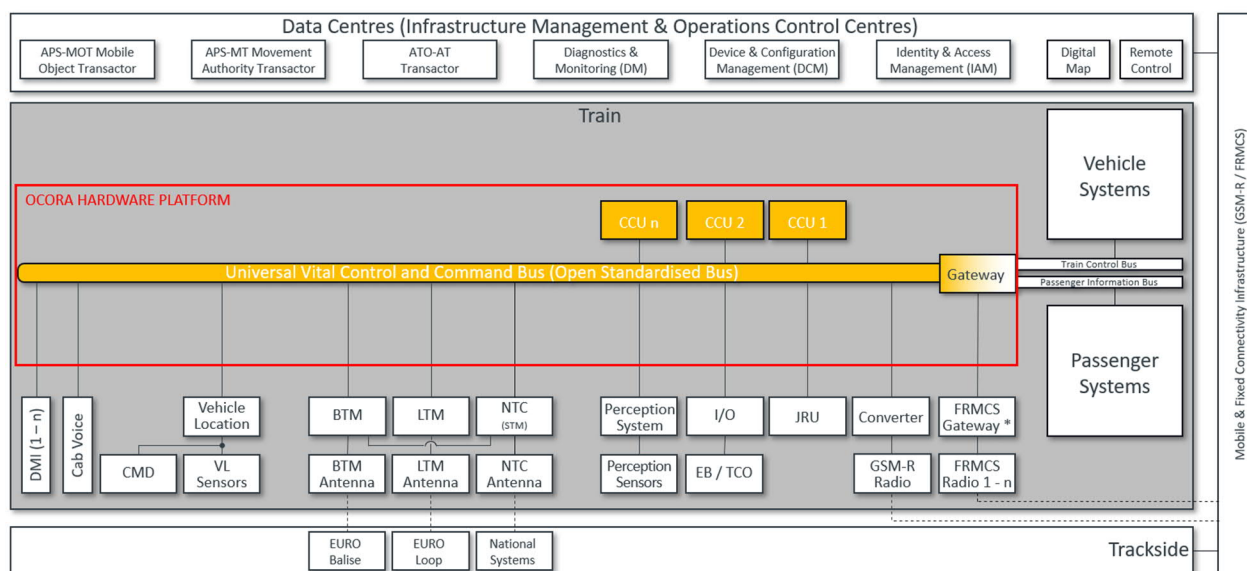 Data Centres (Infrastructure Management & Operations Control Centres)
APS-MOT Mobile
Object Transactor
APS-MT Movement
Authority Transactor
ATO-AT
Transactor
Diagnostics &
Monitoring (DM)
Device & Configuration
Management (DCM)
Identity & Access
Management (IAM)
Digital
Map
Remote
Control
Train
Vehicle
Systems
OCORA HARDWARE PLATFORM
CCU n
CCU 2
CCU 1
Universal Vital Control and Command Bus (Open Standardised Bus)
Gateway
Train Control Bus
Passenger Information Bus
Passenger
Systems
DMI (1 – n)
Cab Voice
Vehicle
Location
CMD
VL
Sensors
BTM
LTM
NTC
(STM)
BTM
Antenna
LTM
Antenna
NTC
Antenna
Perception
System
I/O
JRU
Converter
FRMCS
Gateway *
Perception
Sensors
EB / TCO
GSM-R
Radio
FRMCS
Radio 1 - n
EURO
Balise
EURO
Loop
National
Systems
Trackside
Mobile & Fixed Connectivity Infrastructure (GSM-R / FRMCS)